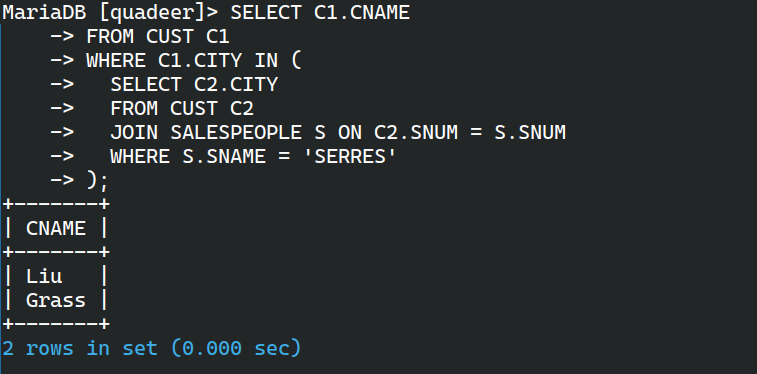 MariaDB [quadeer]> SELECT C1.CNAME
    -> FROM CUST C1
    -> WHERE C1.CITY IN (
    ->   SELECT C2.CITY
    ->   FROM CUST C2
    ->   JOIN SALESPEOPLE S ON C2.SNUM = S.SNUM
    ->   WHERE S.SNAME = 'SERRES'
    -> );
+-------+
| CNAME |
+-------+
| Liu   |
| Grass |
+-------+
2 rows in set (0.000 sec)